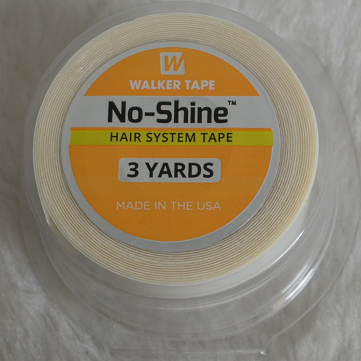 W
WALKER TAPE
No-Shine™
HAIR SYSTEM TAPE
3 YARDS
MADE IN THE USA